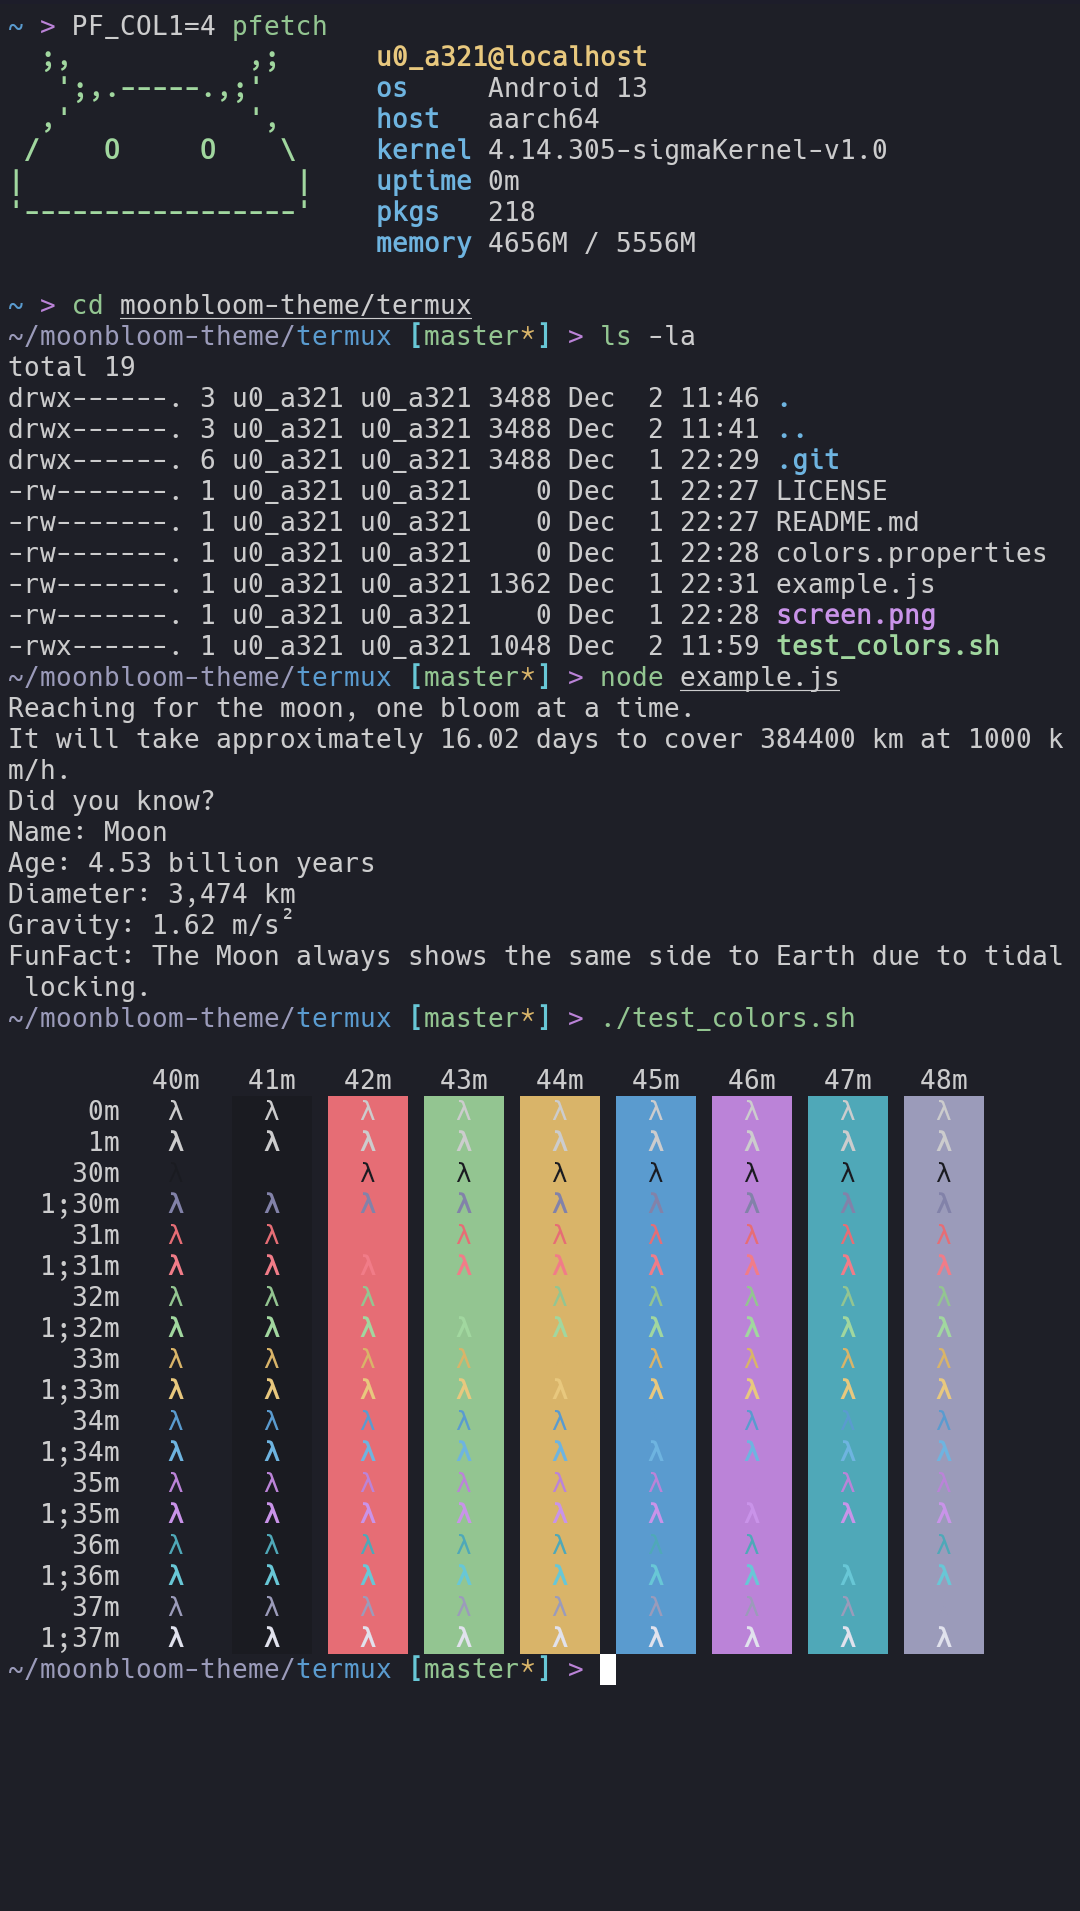 ~ > PF_COL1=4 pfetch
  ;,           ,;      u0_a321@localhost
   ';,.-----.,;'       os     Android 13
  ,'           ',      host   aarch64
 /    O     O    \     kernel 4.14.305-sigmaKernel-v1.0
|                 |    uptime 0m
'-----------------'    pkgs   218
                       memory 4656M / 5556M
~ > cd moonbloom-theme/termux
~/moonbloom-theme/termux [master*] > ls -la
total 19
drwx------. 3 u0_a321 u0_a321 3488 Dec  2 11:46 .
drwx------. 3 u0_a321 u0_a321 3488 Dec  2 11:41 ..
drwx------. 6 u0_a321 u0_a321 3488 Dec  1 22:29 .git
-rw-------. 1 u0_a321 u0_a321    0 Dec  1 22:27 LICENSE
-rw-------. 1 u0_a321 u0_a321    0 Dec  1 22:27 README.md
-rw-------. 1 u0_a321 u0_a321    0 Dec  1 22:28 colors.properties
-rw-------. 1 u0_a321 u0_a321 1362 Dec  1 22:31 example.js
-rw-------. 1 u0_a321 u0_a321    0 Dec  1 22:28 screen.png
-rwx------. 1 u0_a321 u0_a321 1048 Dec  2 11:59 test_colors.sh
~/moonbloom-theme/termux [master*] > node example.js
Reaching for the moon, one bloom at a time.
It will take approximately 16.02 days to cover 384400 km at 1000 k
m/h.
Did you know?
Name: Moon
Age: 4.53 billion years
Diameter: 3,474 km
Gravity: 1.62 m/s²
FunFact: The Moon always shows the same side to Earth due to tidal
 locking.
~/moonbloom-theme/termux [master*] > ./test_colors.sh
         40m   41m   42m   43m   44m   45m   46m   47m   48m
     0m   λ     λ     λ     λ     λ     λ     λ     λ     λ
     1m   λ     λ     λ     λ     λ     λ     λ     λ     λ
    30m   λ           λ     λ     λ     λ     λ     λ     λ
  1;30m   λ     λ     λ     λ     λ     λ     λ     λ     λ
    31m   λ     λ           λ     λ     λ     λ     λ     λ
  1;31m   λ     λ     λ     λ     λ     λ     λ     λ     λ
    32m   λ     λ     λ           λ     λ     λ     λ     λ
  1;32m   λ     λ     λ     λ     λ     λ     λ     λ     λ
    33m   λ     λ     λ     λ           λ     λ     λ     λ
  1;33m   λ     λ     λ     λ     λ     λ     λ     λ     λ
    34m   λ     λ     λ     λ     λ           λ     λ     λ
  1;34m   λ     λ     λ     λ     λ     λ     λ     λ     λ
    35m   λ     λ     λ     λ     λ     λ           λ     λ
  1;35m   λ     λ     λ     λ     λ     λ     λ     λ     λ
    36m   λ     λ     λ     λ     λ     λ     λ           λ
  1;36m   λ     λ     λ     λ     λ     λ     λ     λ     λ
    37m   λ     λ     λ     λ     λ     λ     λ     λ
  1;37m   λ     λ     λ     λ     λ     λ     λ     λ     λ
~/moonbloom-theme/termux [master*] >